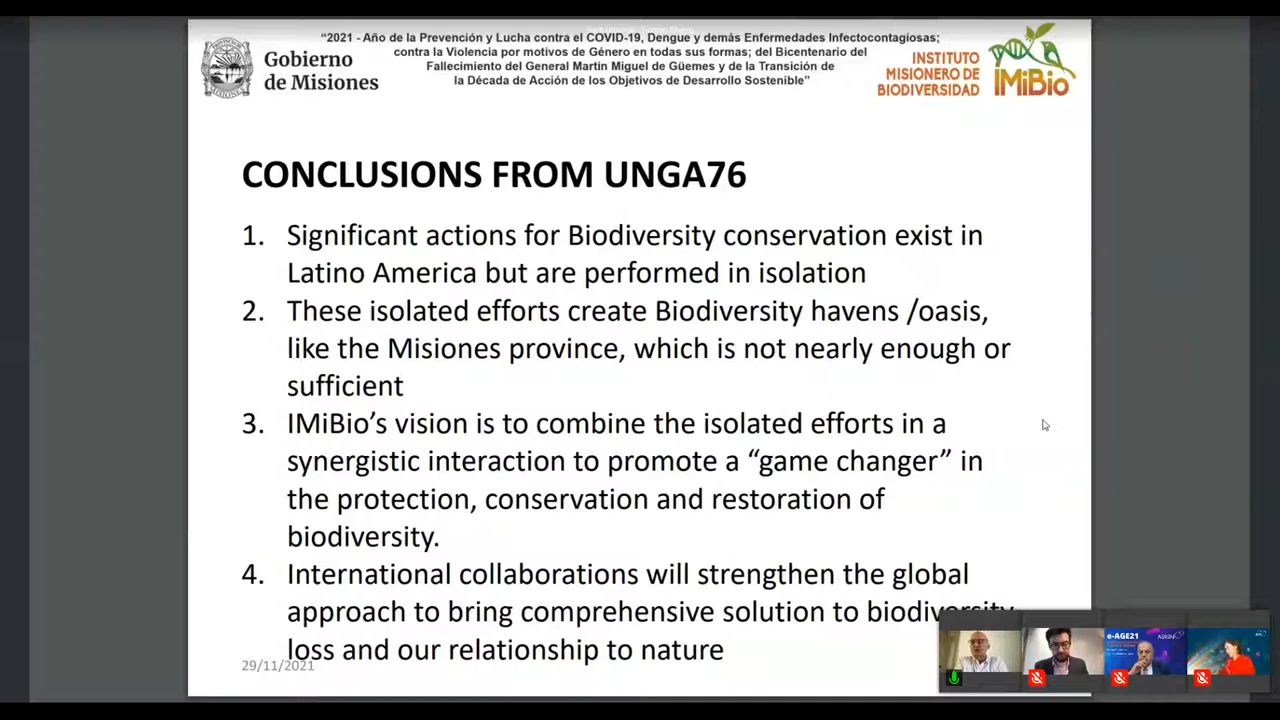 “2021 - Año de la Prevención y Lucha contra el COVID-19, Dengue y demás Enfermedades Infectocontagiosas;
contra la Violencia por motivos de Género en todas sus formas; del Bicentenario del
Fallecimiento del General Martín Miguel de Güemes y de la Transición de
la Década de Acción de los Objetivos de Desarrollo Sostenible”
Gobierno
de Misiones
INSTITUTO
MISIONERO DE
BIODIVERSIDAD
IMiBio
CONCLUSIONS FROM UNGA76
1. Significant actions for Biodiversity conservation exist in
Latino America but are performed in isolation
2. These isolated efforts create Biodiversity havens /oasis,
like the Misiones province, which is not nearly enough or
sufficient
3. IMiBio’s vision is to combine the isolated efforts in a
synergistic interaction to promote a “game changer” in
the protection, conservation and restoration of
biodiversity.
4. International collaborations will strengthen the global
approach to bring comprehensive solution to biodiversity
loss and our relationship to nature
29/11/2021
e-AGE21